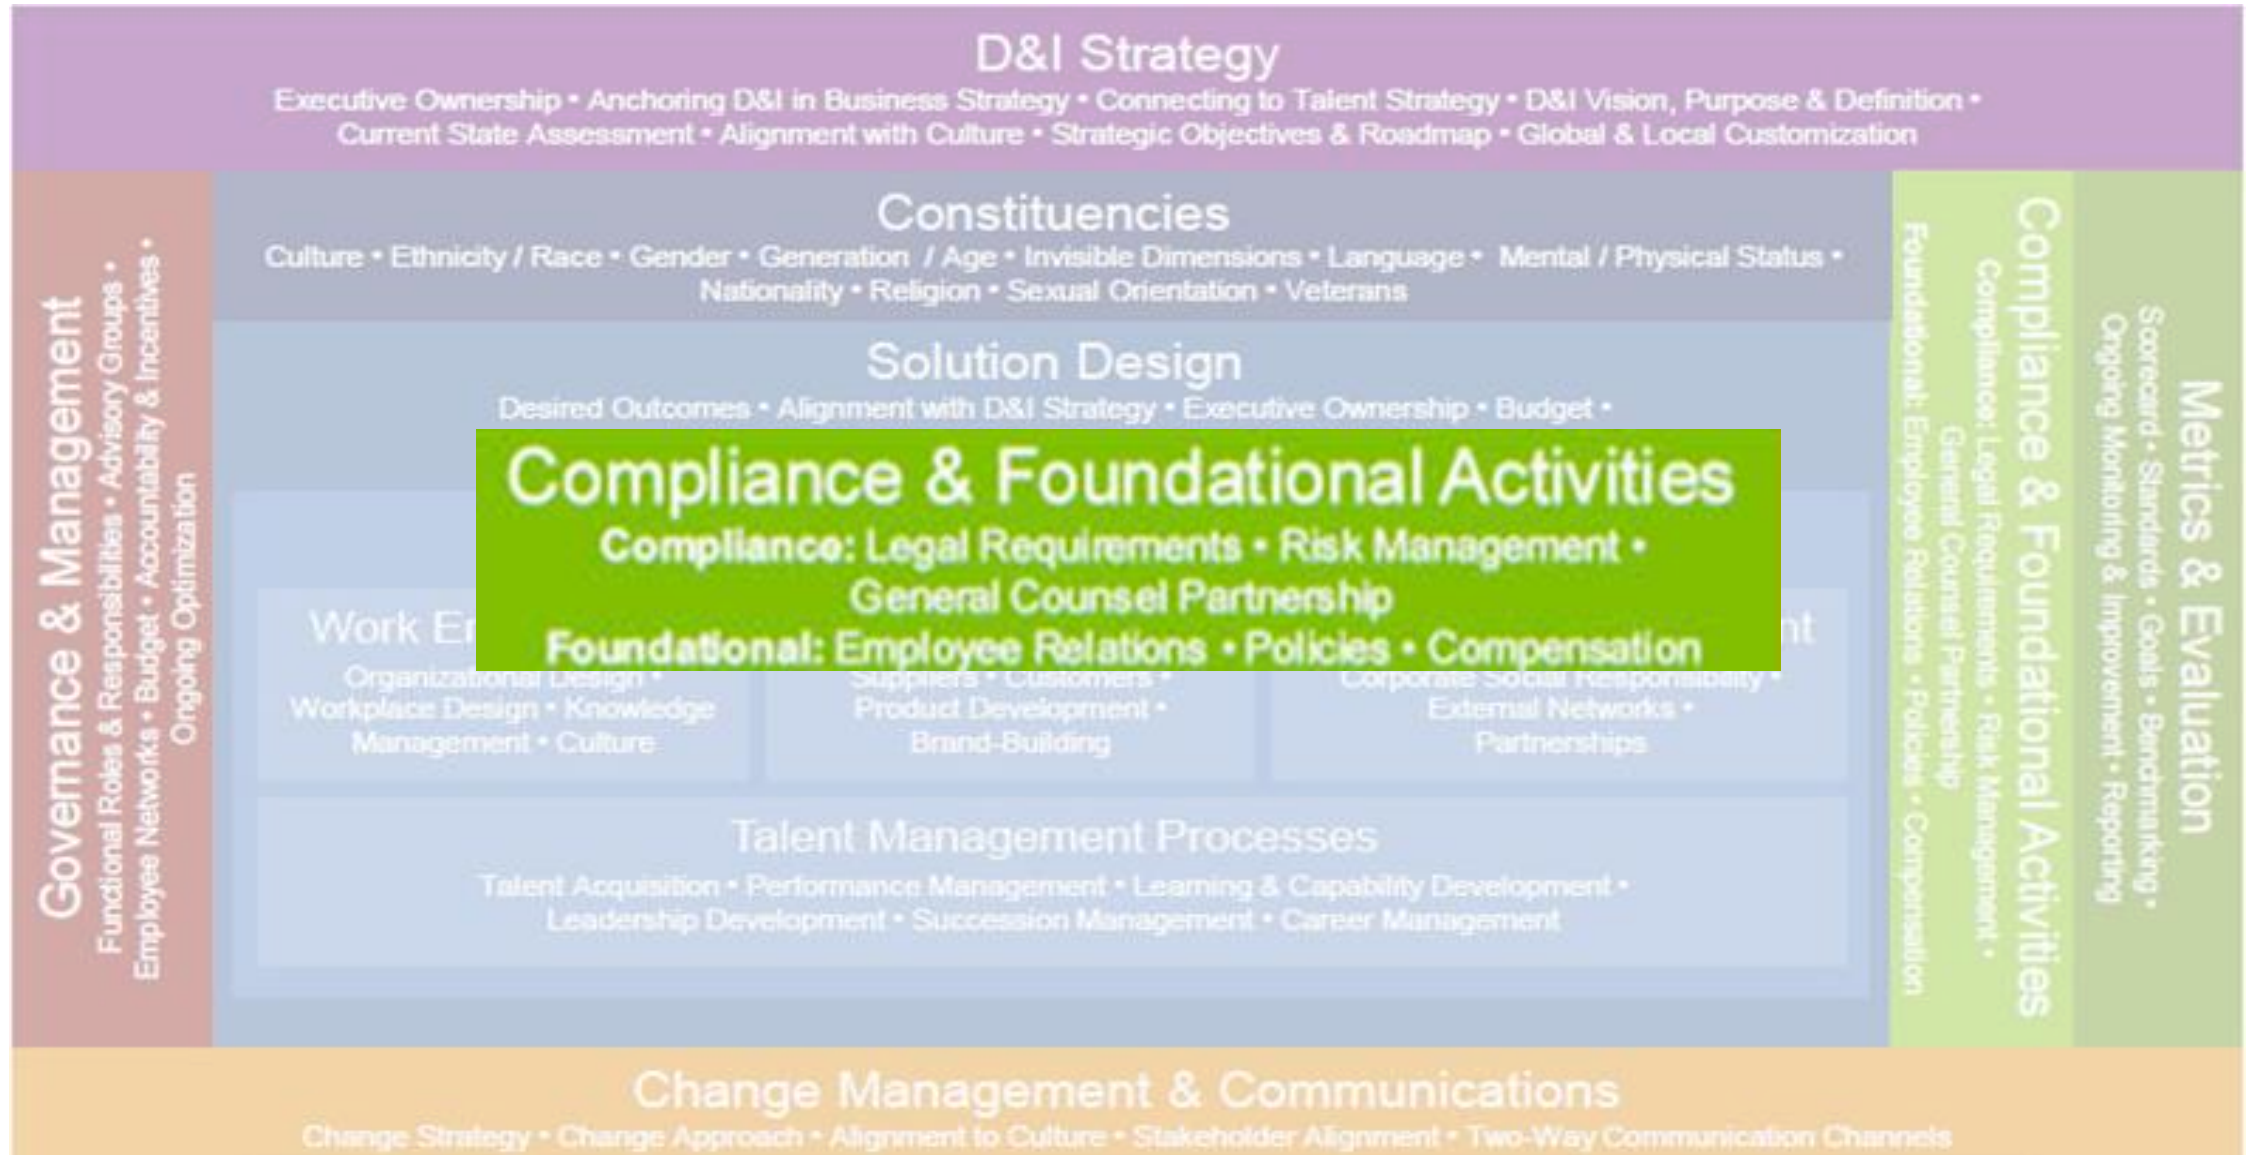 D&I Strategy
Executive Ownership • Anchoring D&I in Business Strategy • Connecting to Talent Strategy • D&I Vision, Purpose & Definition •
Current State Assessment • Alignment with Culture • Strategic Objectives & Roadmap • Global & Local Customization
Governance & Management
Functional Roles & Responsibilities • Advisory Groups •
Employee Networks • Budget • Accountability & Incentives •
Ongoing Optimization
Constituencies
Culture • Ethnicity / Race • Gender • Generation / Age • Invisible Dimensions • Language • Mental / Physical Status •
Nationality • Religion • Sexual Orientation • Veterans
Solution Design
Desired Outcomes • Alignment with D&I Strategy • Executive Ownership • Budget •
Compliance & Foundational Activities
Compliance: Legal Requirements • Risk Management •
General Counsel Partnership
Foundational: Employee Relations • Policies • Compensation
Work
Organizational Design •
Workplace Design • Knowledge
Management • Culture
Suppliers • Customers •
Product Development •
Brand-Building
Corporate Social Responsibility •
External Networks •
Partnerships
Talent Management Processes
Talent Acquisition • Performance Management • Learning & Capability Development •
Leadership Development • Succession Management • Career Management
Compliance & Foundational Activities
Compliance: Legal Requirements • Risk Management •
General Counsel Partnership
Foundational: Employee Relations • Policies • Compensation
Metrics & Evaluation
Scorecard • Standards • Goals • Benchmarking •
Ongoing Monitoring & Improvement • Reporting
Change Management & Communications
Change Strategy • Change Approach • Alignment to Culture • Stakeholder Alignment • Two-Way Communication Channels